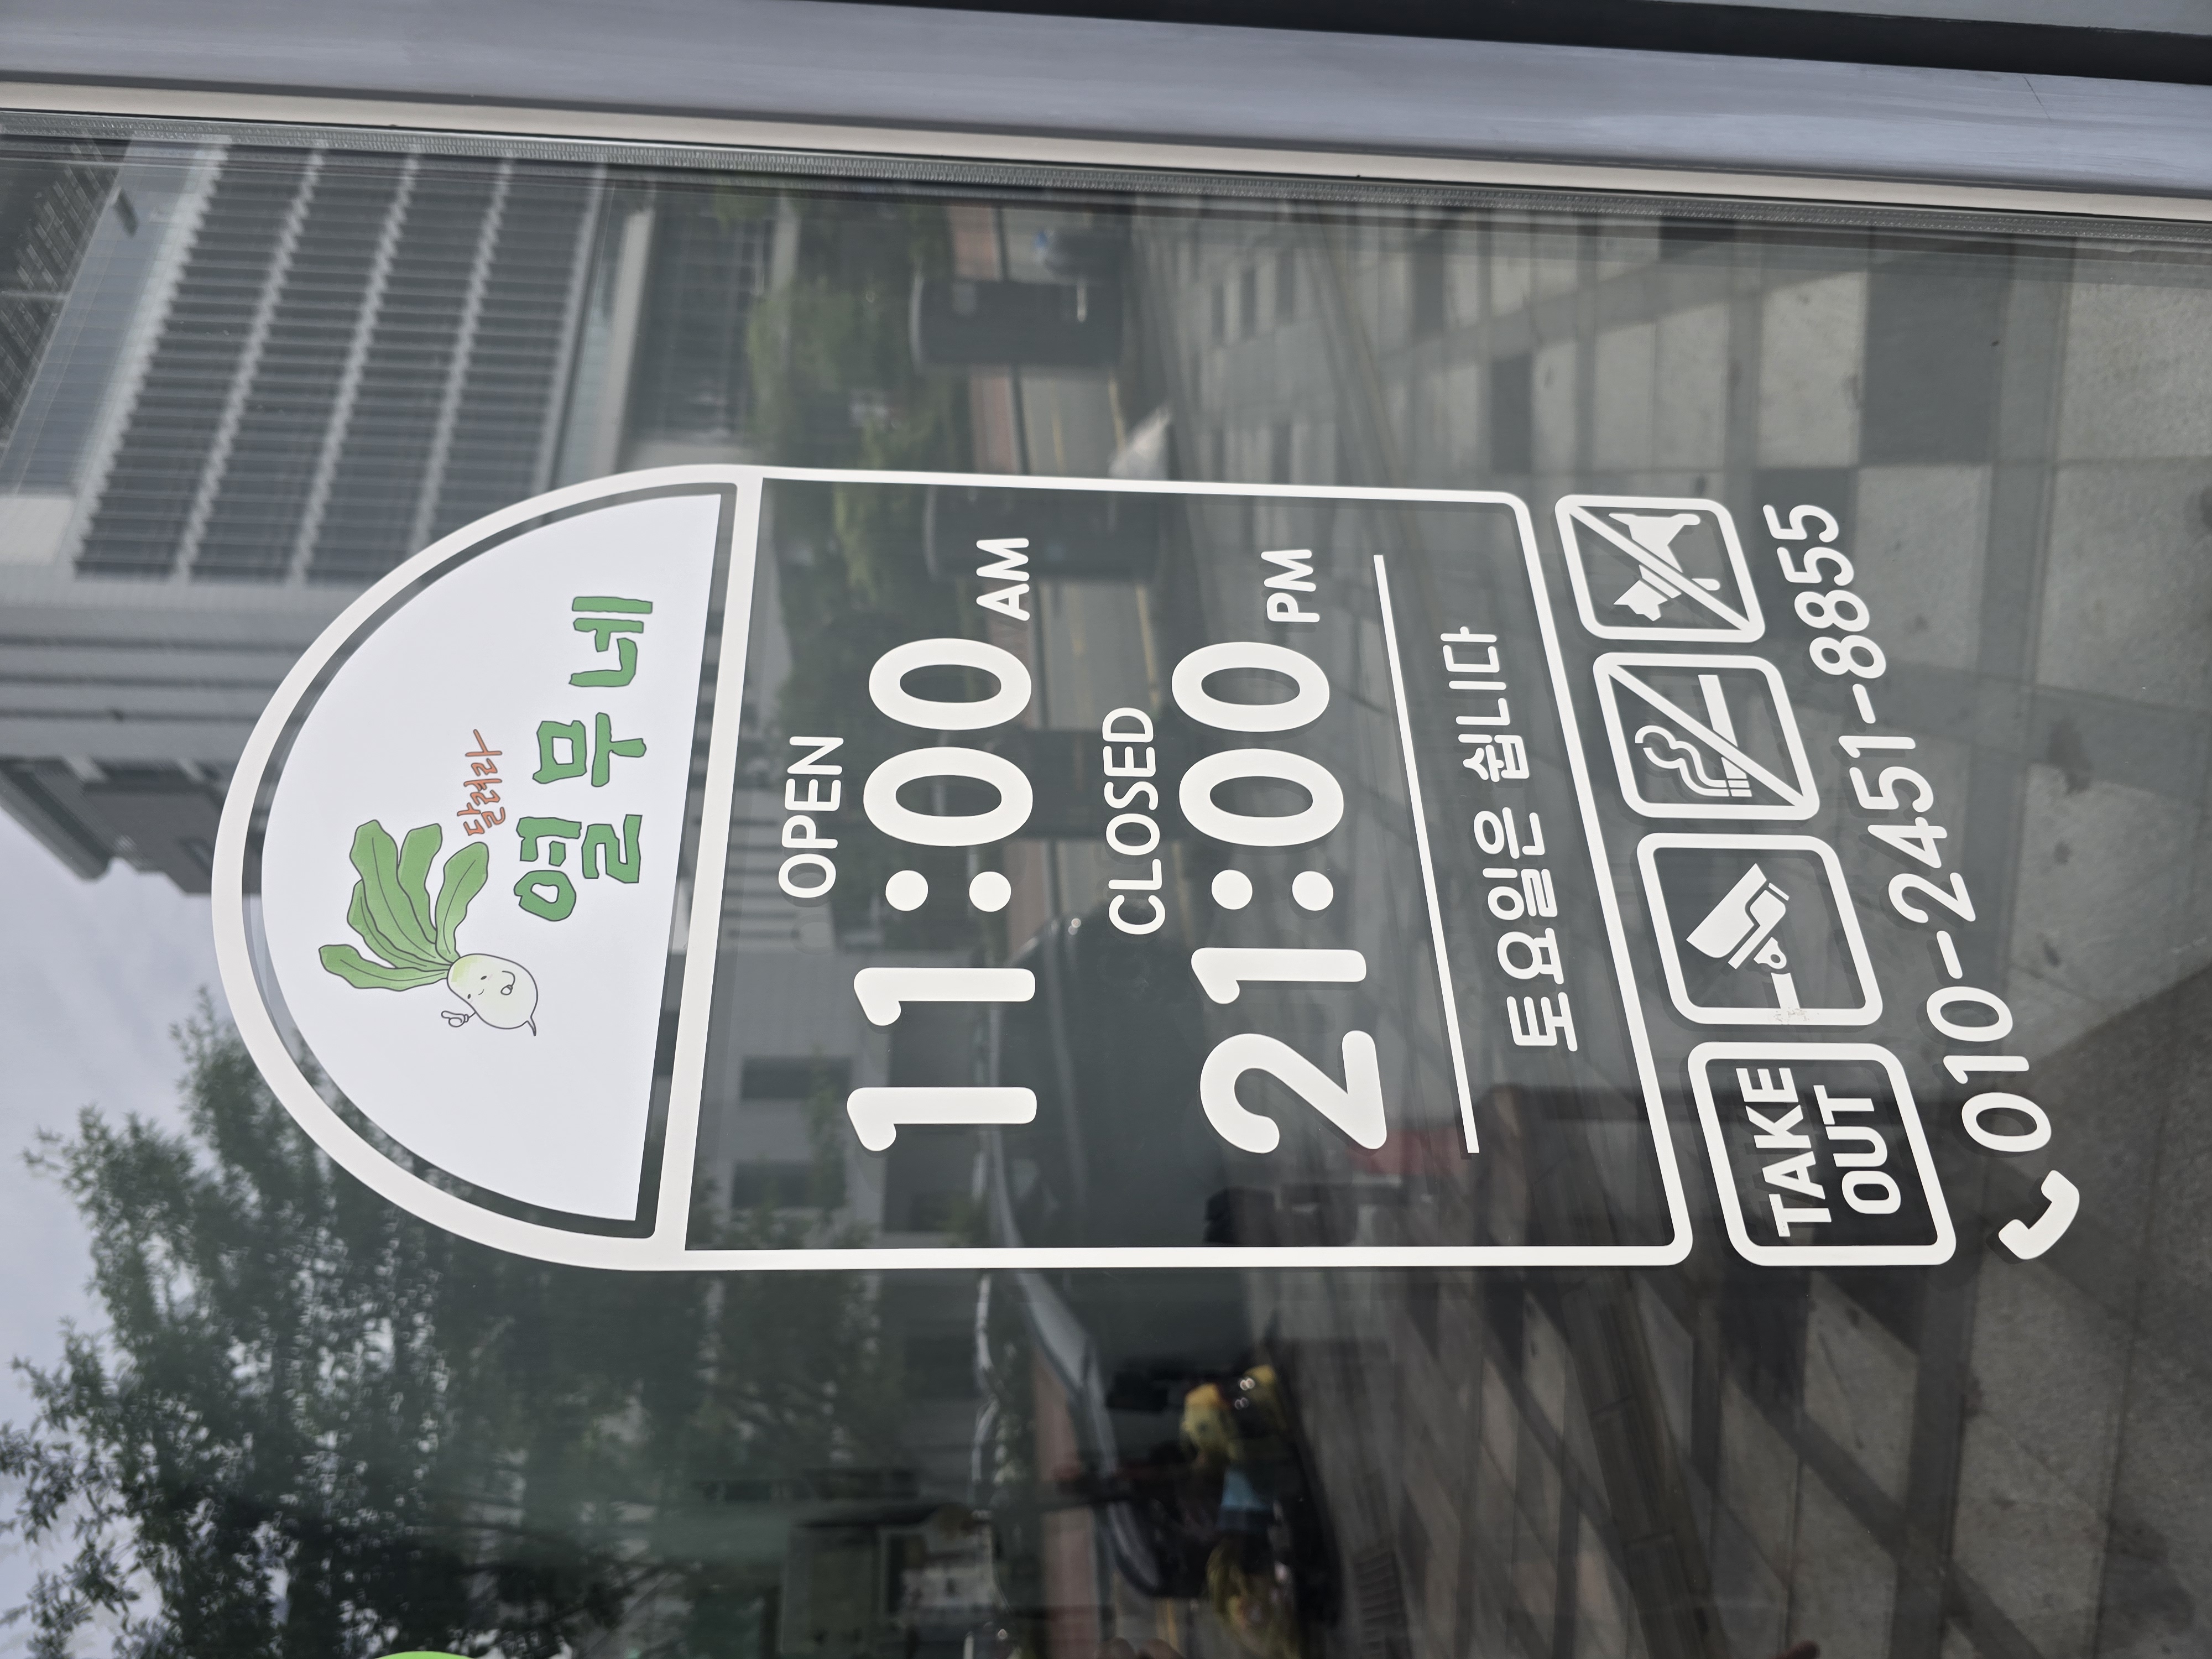 달려라
열무네
OPEN
11:00 AM
CLOSED
21:00 PM
토요일은 쉽니다
TAKE
OUT
010-2451-8855